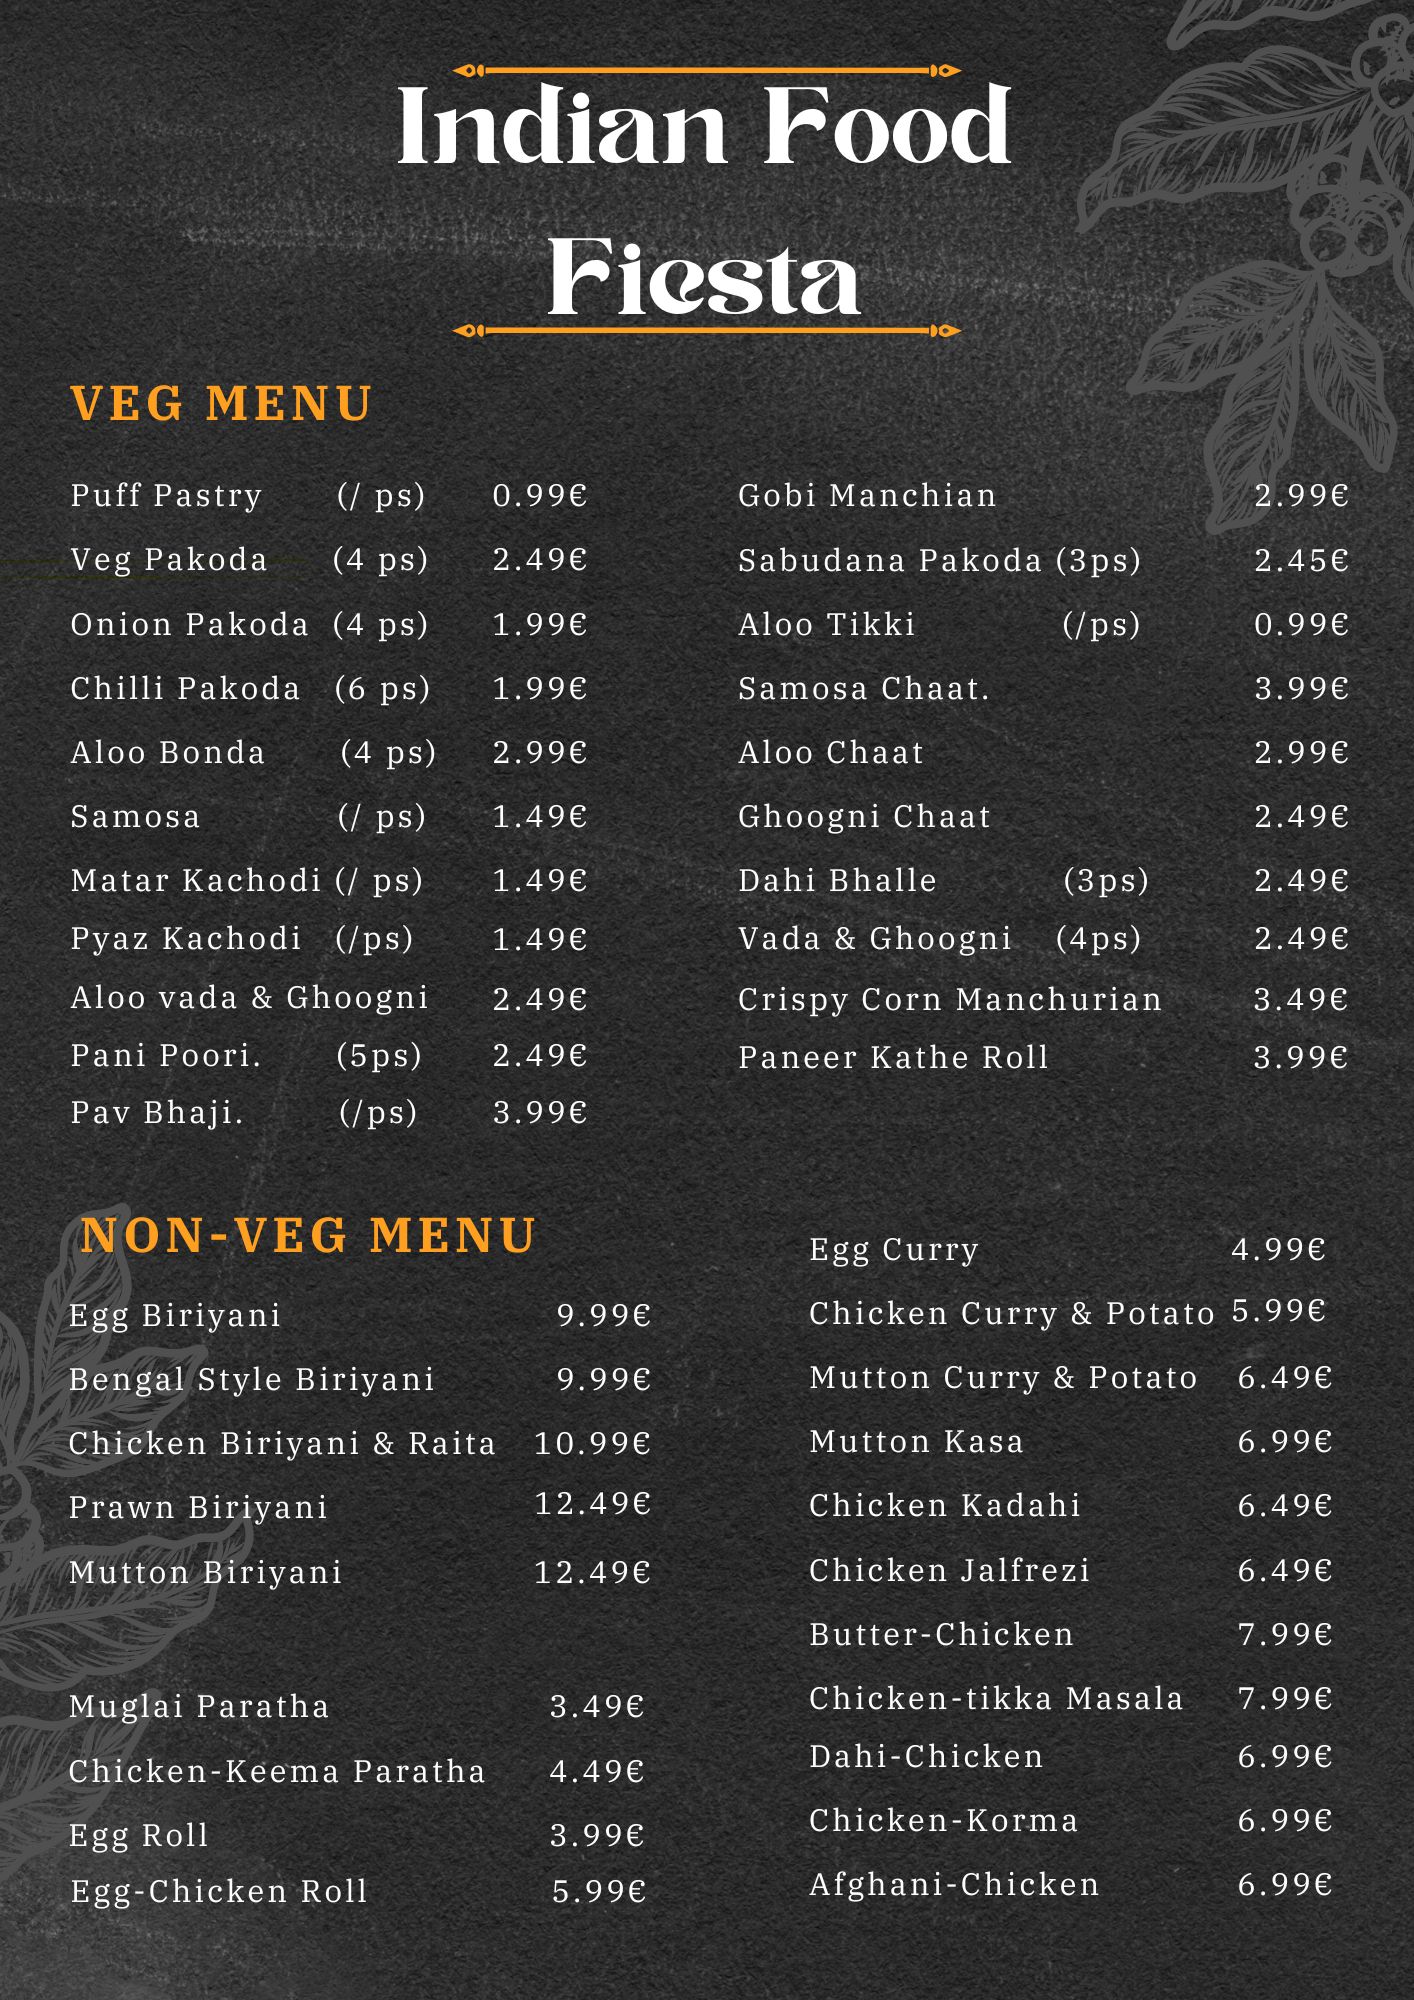 Indian Food
Fiesta
VEG MENU
Puff Pastry (/ ps) 0.99€
Veg Pakoda (4 ps) 2.49€
Onion Pakoda (4 ps) 1.99€
Chilli Pakoda (6 ps) 1.99€
Aloo Bonda (4 ps) 2.99€
Samosa (/ ps) 1.49€
Matar Kachodi (/ ps) 1.49€
Pyaz Kachodi (/ps) 1.49€
Aloo vada & Ghoogni 2.49€
Pani Poori. (5ps) 2.49€
Pav Bhaji. (/ps) 3.99€
Gobi Manchian 2.99€
Sabudana Pakoda (3ps) 2.45€
Aloo Tikki (/ps) 0.99€
Samosa Chaat. 3.99€
Aloo Chaat 2.99€
Ghoogni Chaat 2.49€
Dahi Bhalle (3ps) 2.49€
Vada & Ghoogni (4ps) 2.49€
Crispy Corn Manchurian 3.49€
Paneer Kathe Roll 3.99€
NON-VEG MENU
Egg Biriyani 9.99€
Bengal Style Biriyani 9.99€
Chicken Biriyani & Raita 10.99€
Prawn Biriyani 12.49€
Mutton Biriyani 12.49€
Muglai Paratha 3.49€
Chicken-Keema Paratha 4.49€
Egg Roll 3.99€
Egg-Chicken Roll 5.99€
Egg Curry 4.99€
Chicken Curry & Potato 5.99€
Mutton Curry & Potato 6.49€
Mutton Kasa 6.99€
Chicken Kadahi 6.49€
Chicken Jalfrezi 6.49€
Butter-Chicken 7.99€
Chicken-tikka Masala 7.99€
Dahi-Chicken 6.99€
Chicken-Korma 6.99€
Afghani-Chicken 6.99€